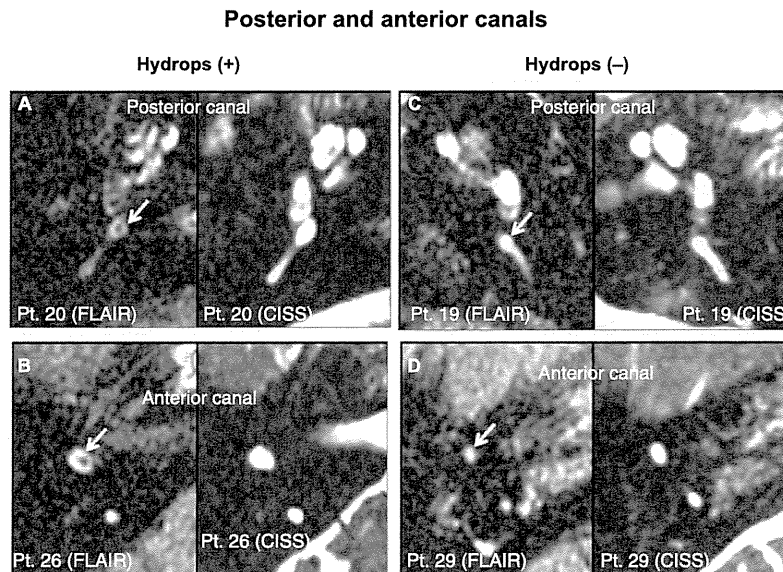 Posterior and anterior canals
Hydrops (+)
Hydrops (–)
A
Posterior canal
Pt. 20 (FLAIR)
Pt. 20 (CISS)
C
Posterior canal
Pt. 19 (FLAIR)
Pt. 19 (CISS)
B
Anterior canal
Pt. 26 (FLAIR)
Pt. 26 (CISS)
D
Anterior canal
Pt. 29 (FLAIR)
Pt. 29 (CISS)